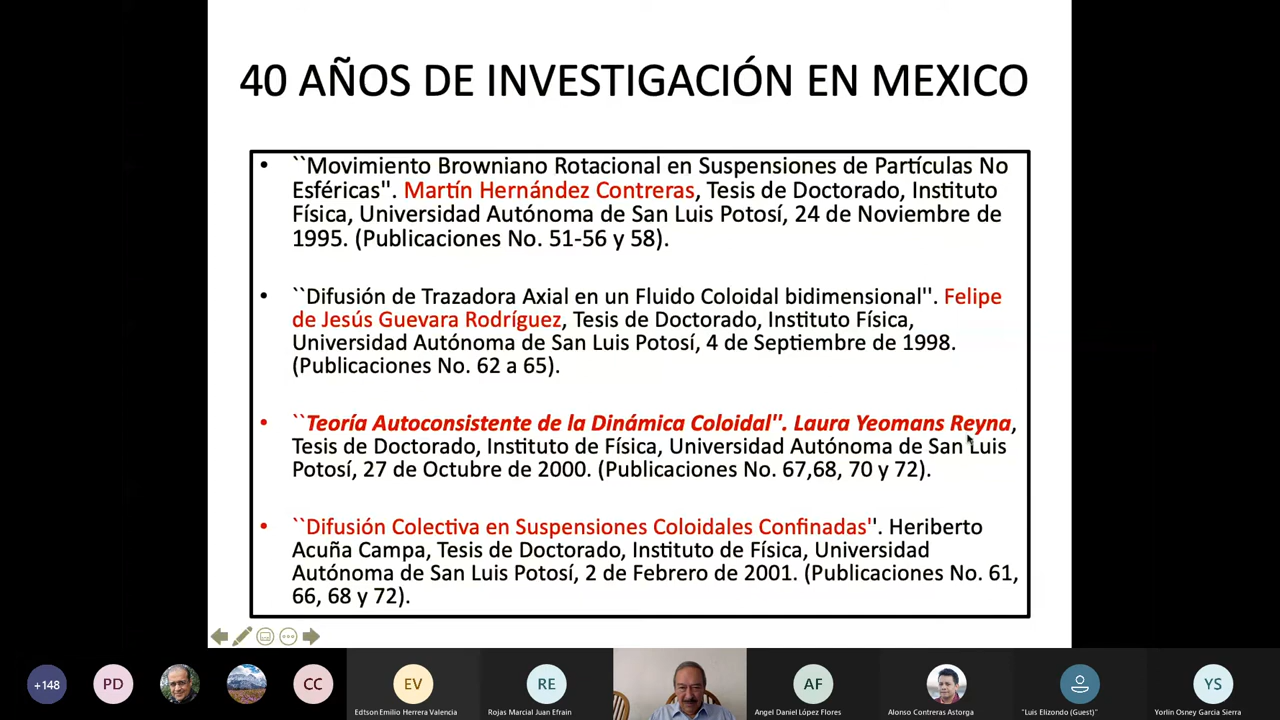 40 AÑOS DE INVESTIGACIÓN EN MEXICO
• ``Movimiento Browniano Rotacional en Suspensiones de Partículas No
Esféricas". Martín Hernández Contreras, Tesis de Doctorado, Instituto
Física, Universidad Autónoma de San Luis Potosí, 24 de Noviembre de
1995. (Publicaciones No. 51-56 y 58).
• ``Difusión de Trazadora Axial en un Fluido Coloidal bidimensional''. Felipe
de Jesús Guevara Rodríguez, Tesis de Doctorado, Instituto Física,
Universidad Autónoma de San Luis Potosí, 4 de Septiembre de 1998.
(Publicaciones No. 62 a 65).
• ``Teoría Autoconsistente de la Dinámica Coloidal''. Laura Yeomans Reyna,
Tesis de Doctorado, Instituto de Física, Universidad Autónoma de San Luis
Potosí, 27 de Octubre de 2000. (Publicaciones No. 67,68, 70 y 72).
• ``Difusión Colectiva en Suspensiones Coloidales Confinadas''. Heriberto
Acuña Campa, Tesis de Doctorado, Instituto de Física, Universidad
Autónoma de San Luis Potosí, 2 de Febrero de 2001. (Publicaciones No. 61,
66, 68 y 72).
+148
PD
CC
EV
RE
AF
YS
Edtson Emilio Herrera Valencia
Rojas Marcial Juan Efrain
Angel Daniel López Flores
Alonso Contreras Astorga
"Luis Elizondo (Guest)"
Yorlin Osney Garcia Sierra